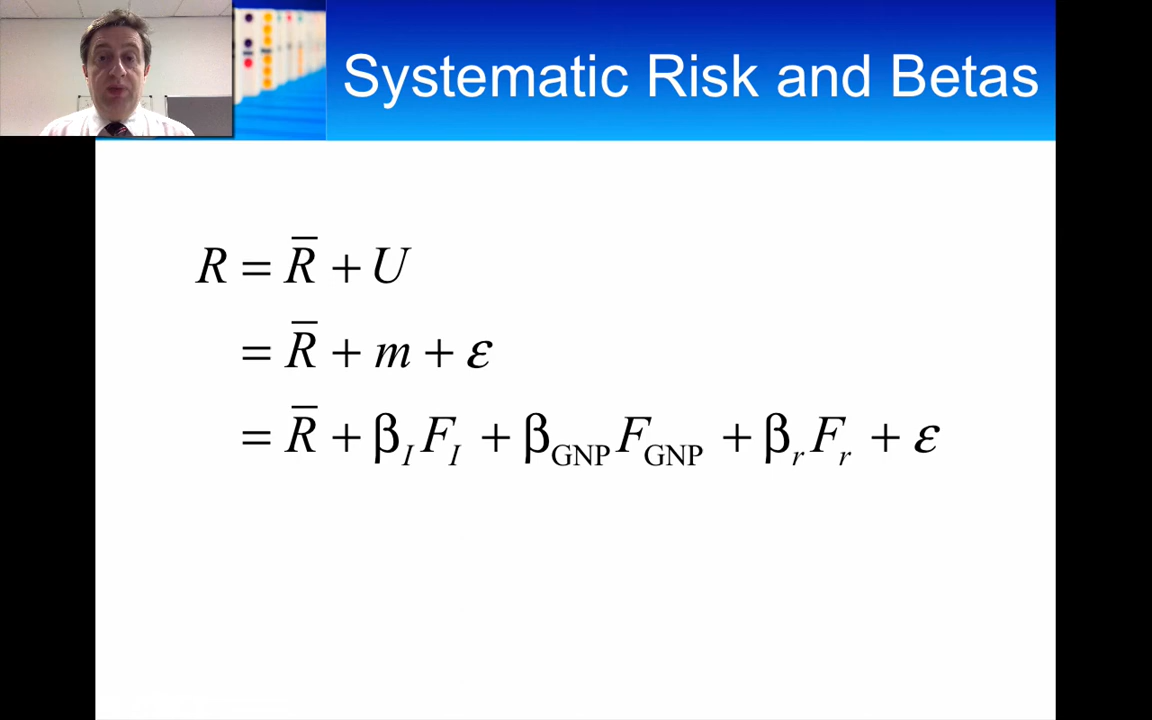 Systematic Risk and Betas
R = R̅ + U
= R̅ + m + ε
= R̅ + β_I F_I + β_GNP F_GNP + β_r F_r + ε